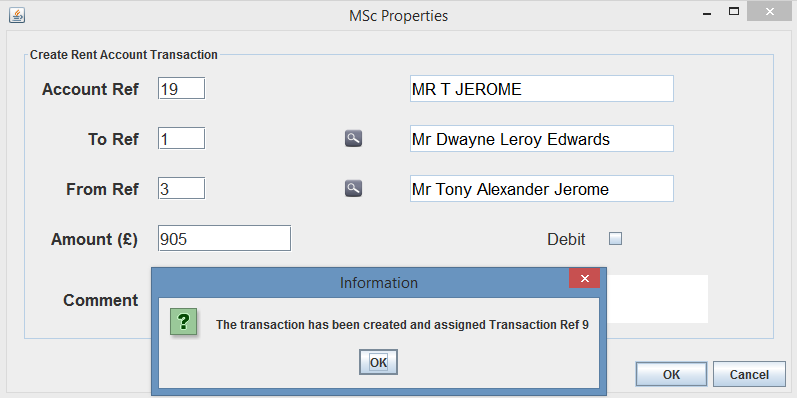 MSc Properties
Create Rent Account Transaction
Account Ref 19 MR T JEROME
To Ref 1 Mr Dwayne Leroy Edwards
From Ref 3 Mr Tony Alexander Jerome
Amount (£) 905 Debit
Comment
Information
? The transaction has been created and assigned Transaction Ref 9
OK
OK Cancel